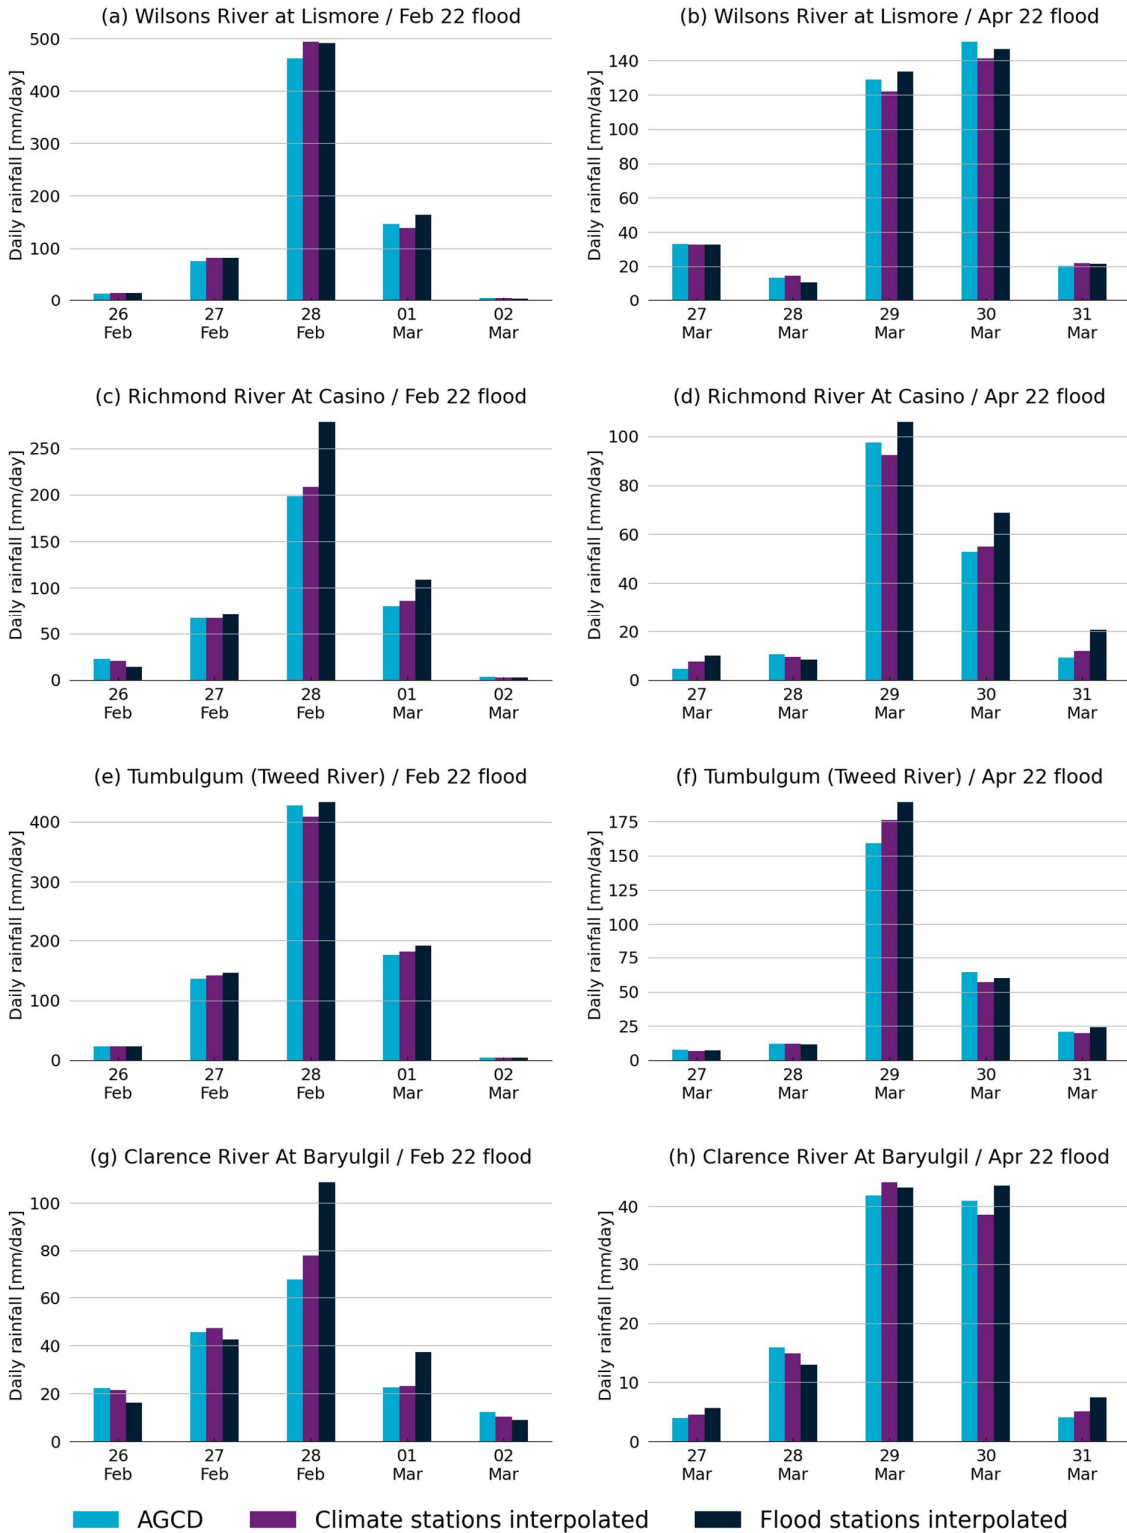 (a) Wilsons River at Lismore / Feb 22 flood
Daily rainfall [mm/day]
500
400
300
200
100
0
26 Feb
27 Feb
28 Feb
01 Mar
02 Mar
(b) Wilsons River at Lismore / Apr 22 flood
Daily rainfall [mm/day]
140
120
100
80
60
40
20
0
27 Mar
28 Mar
29 Mar
30 Mar
31 Mar
(c) Richmond River At Casino / Feb 22 flood
Daily rainfall [mm/day]
250
200
150
100
50
0
26 Feb
27 Feb
28 Feb
01 Mar
02 Mar
(d) Richmond River At Casino / Apr 22 flood
Daily rainfall [mm/day]
100
80
60
40
20
0
27 Mar
28 Mar
29 Mar
30 Mar
31 Mar
(e) Tumbulgum (Tweed River) / Feb 22 flood
Daily rainfall [mm/day]
400
300
200
100
0
26 Feb
27 Feb
28 Feb
01 Mar
02 Mar
(f) Tumbulgum (Tweed River) / Apr 22 flood
Daily rainfall [mm/day]
175
150
125
100
75
50
25
0
27 Mar
28 Mar
29 Mar
30 Mar
31 Mar
(g) Clarence River At Baryulgil / Feb 22 flood
Daily rainfall [mm/day]
100
80
60
40
20
0
26 Feb
27 Feb
28 Feb
01 Mar
02 Mar
(h) Clarence River At Baryulgil / Apr 22 flood
Daily rainfall [mm/day]
40
30
20
10
0
27 Mar
28 Mar
29 Mar
30 Mar
31 Mar
AGCD
Climate stations interpolated
Flood stations interpolated